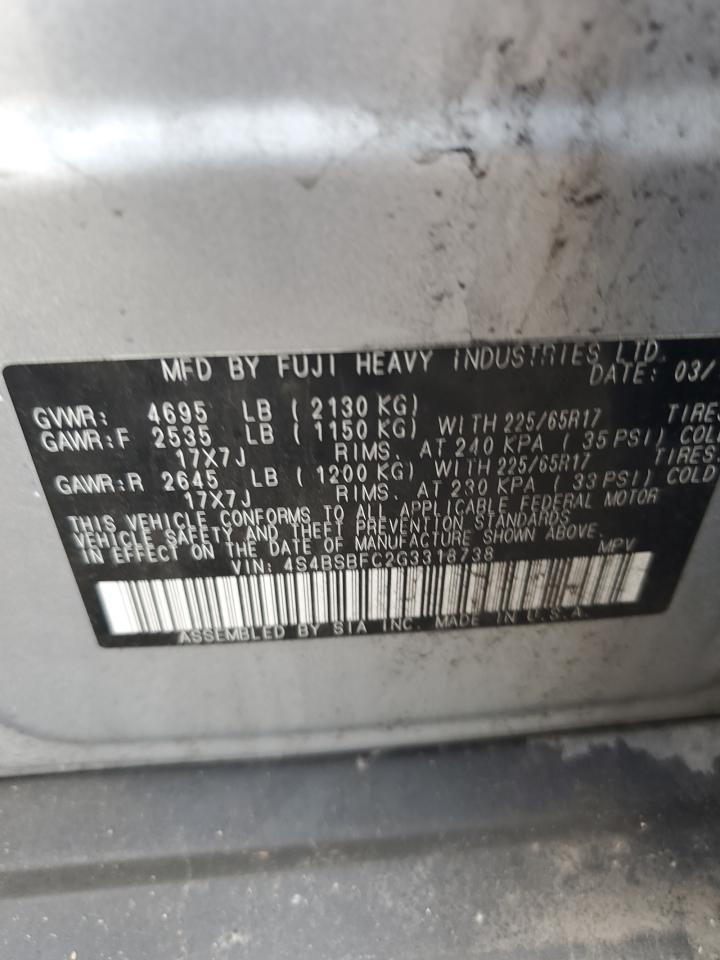 MFD BY FUJI HEAVY INDUSTRIES LTD.
DATE: 03/
GVWR: 4695 LB ( 2130 KG)
GAWR:F 2535 LB ( 1150 KG) WITH 225/65R17 TIRE
17X7J RIMS. AT 240 KPA ( 35 PSI) COL
GAWR:R 2645 LB ( 1200 KG) WITH 225/65R17 TIRES
17X7J RIMS. AT 230 KPA ( 33 PSI) COLD
THIS VEHICLE CONFORMS TO ALL APPLICABLE FEDERAL MOTOR
VEHICLE SAFETY AND THEFT PREVENTION STANDARDS
IN EFFECT ON THE DATE OF MANUFACTURE SHOWN ABOVE.
VIN: 4S4BSBFC2G3318738 MPV
ASSEMBLED BY SIA INC. MADE IN U.S.A.